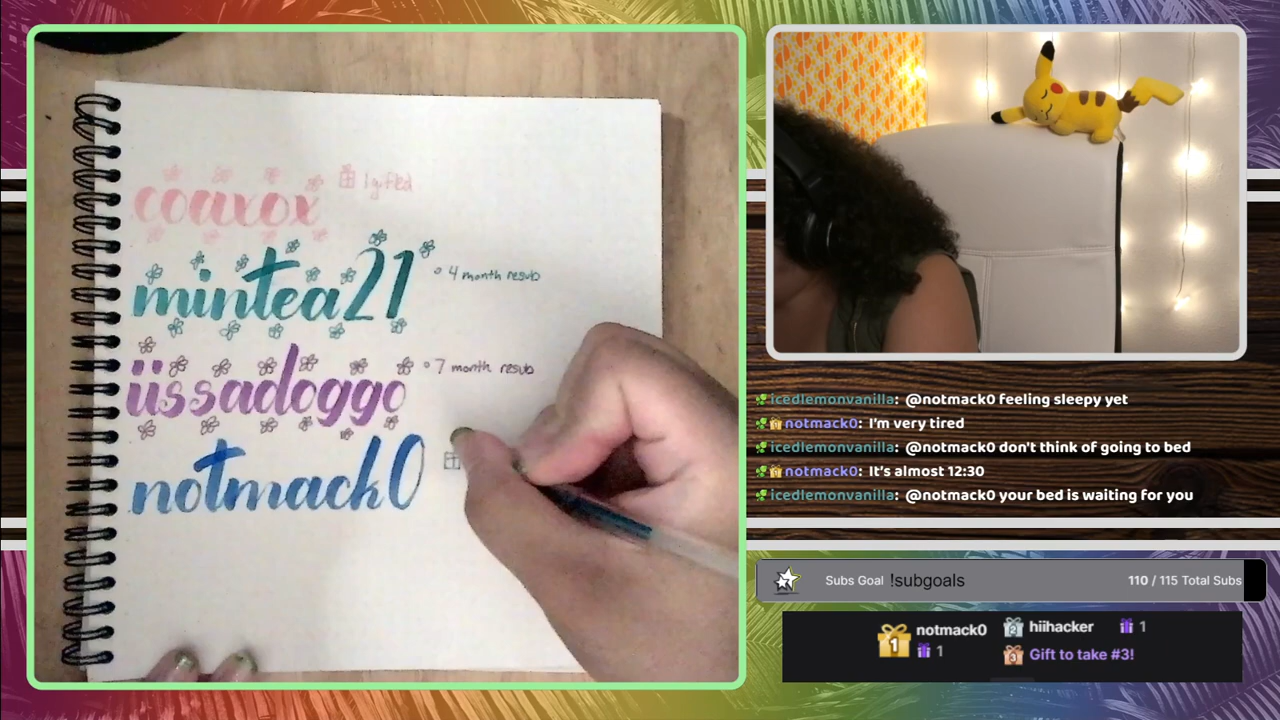 coaxox 1 gifted
mintea21 4 month resub
iissadoggo 7 month resub
notmack0
icedlemonvanilla: @notmack0 feeling sleepy yet
notmack0: I'm very tired
icedlemonvanilla: @notmack0 don't think of going to bed
notmack0: It's almost 12:30
icedlemonvanilla: @notmack0 your bed is waiting for you
Subs Goal !subgoals 110 / 115 Total Subs
1 notmack0 1
2 hiihacker 1
3 Gift to take #3!